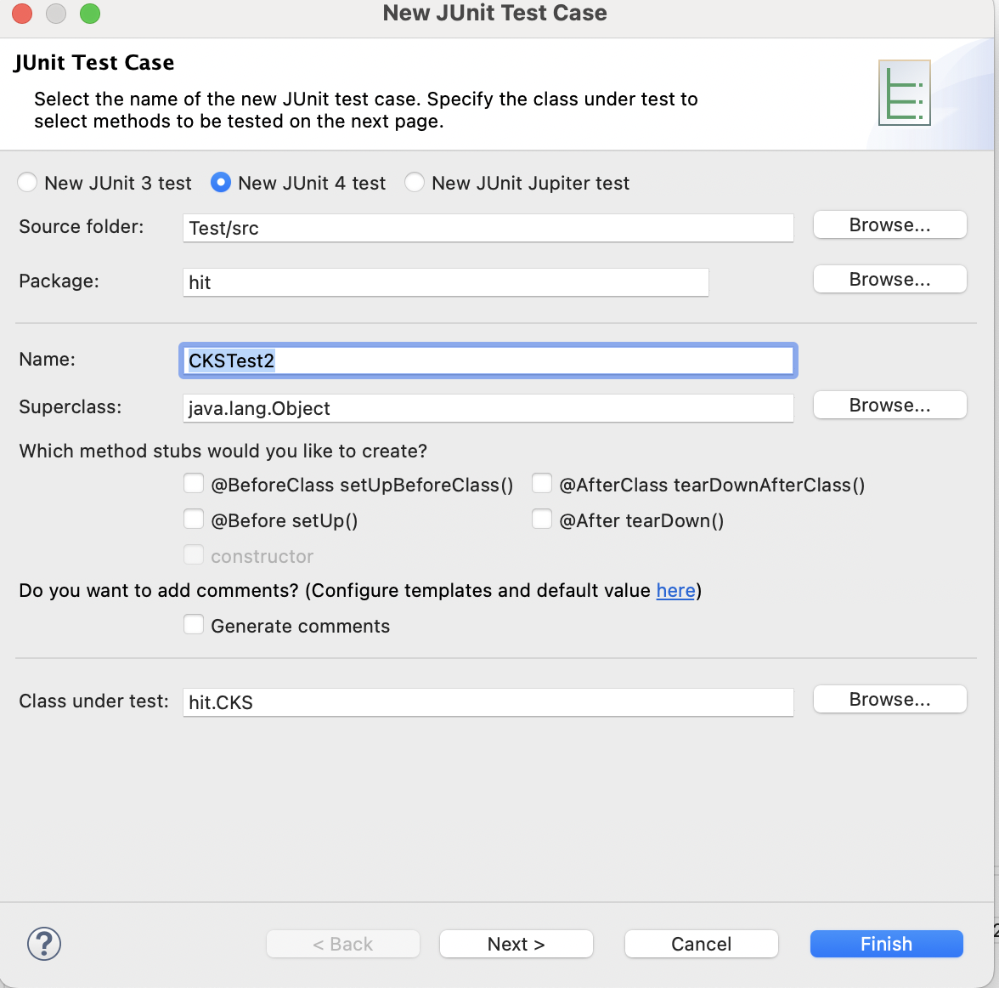 New JUnit Test Case
JUnit Test Case
Select the name of the new JUnit test case. Specify the class under test to
select methods to be tested on the next page.
New JUnit 3 test New JUnit 4 test New JUnit Jupiter test
Source folder: Test/src Browse...
Package: hit Browse...
Name: CKSTest2
Superclass: java.lang.Object Browse...
Which method stubs would you like to create?
@BeforeClass setUpBeforeClass() @AfterClass tearDownAfterClass()
@Before setUp() @After tearDown()
constructor
Do you want to add comments? (Configure templates and default value here)
Generate comments
Class under test: hit.CKS Browse...
? < Back Next > Cancel Finish